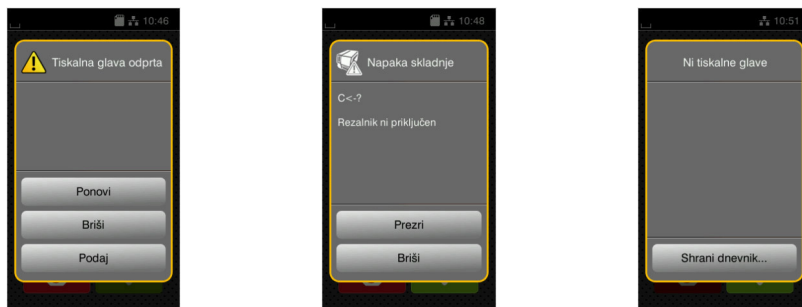 10:46
Tiskalna glava odprta
Ponovi
Briši
Podaj
10:48
Napaka skladnje
C<-?
Rezalnik ni priključen
Prezri
Briši
10:51
Ni tiskalne glave
Shrani dnevnik...